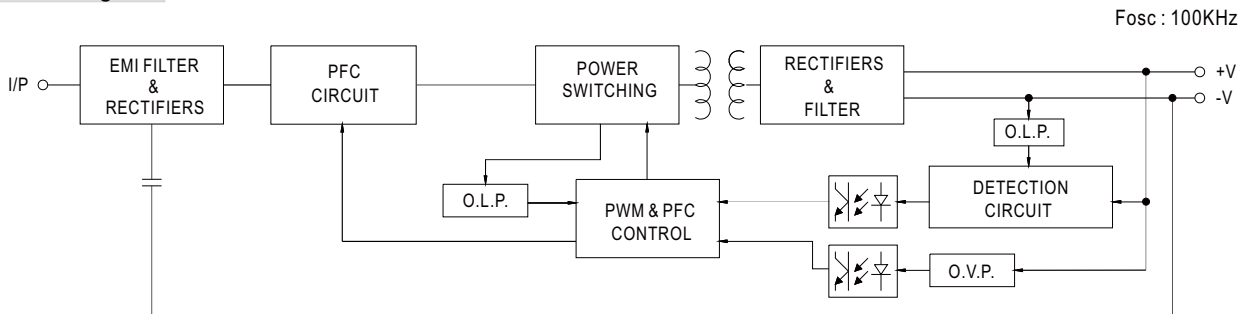 Fosc : 100KHz
I/P
EMI FILTER
&
RECTIFIERS
PFC
CIRCUIT
POWER
SWITCHING
RECTIFIERS
&
FILTER
+V
-V
O.L.P.
O.L.P.
PWM & PFC
CONTROL
DETECTION
CIRCUIT
O.V.P.